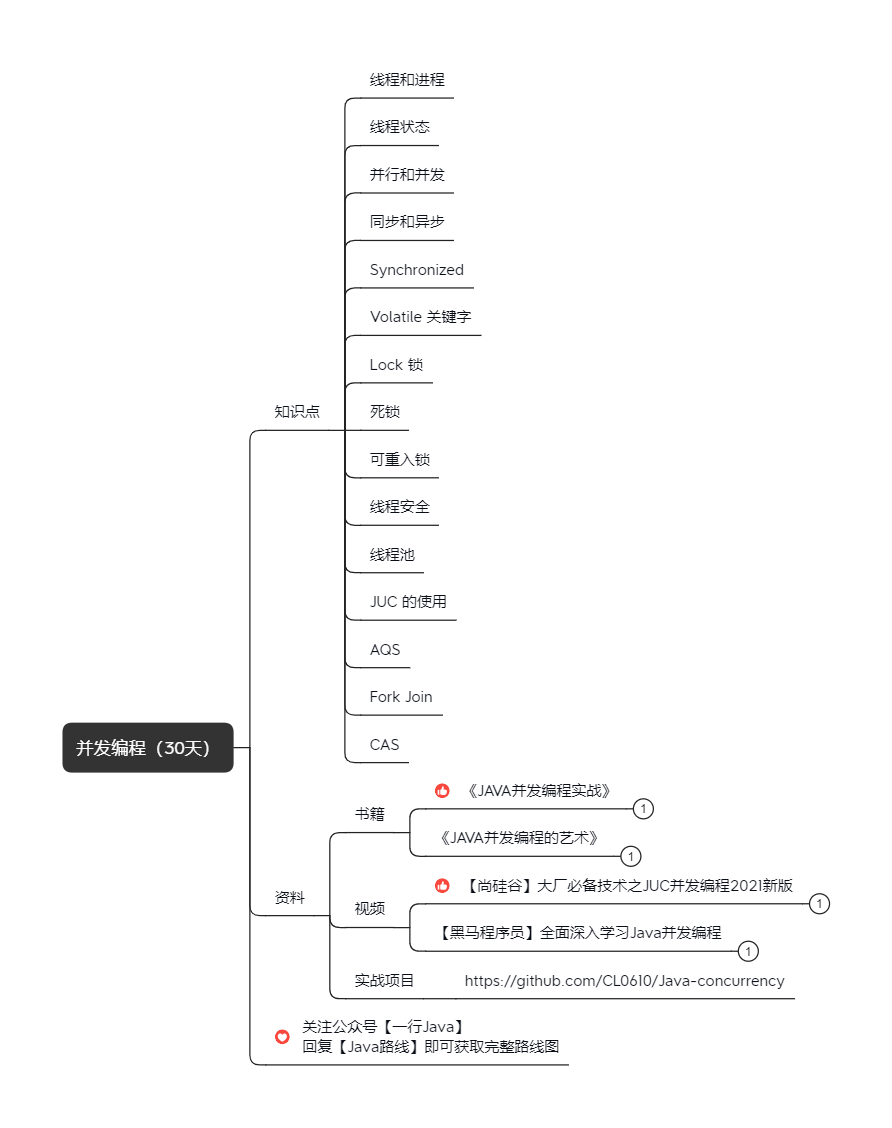 线程和进程
线程状态
并行和并发
同步和异步
Synchronized
Volatile 关键字
Lock 锁
知识点
死锁
可重入锁
线程安全
线程池
JUC 的使用
AQS
Fork Join
CAS
并发编程（30天）
《JAVA并发编程实战》
1
书籍
《JAVA并发编程的艺术》
1
资料
【尚硅谷】大厂必备技术之JUC并发编程2021新版
1
视频
【黑马程序员】全面深入学习Java并发编程
1
实战项目
https://github.com/CL0610/Java-concurrency
关注公众号【一行Java】
回复【Java路线】即可获取完整路线图